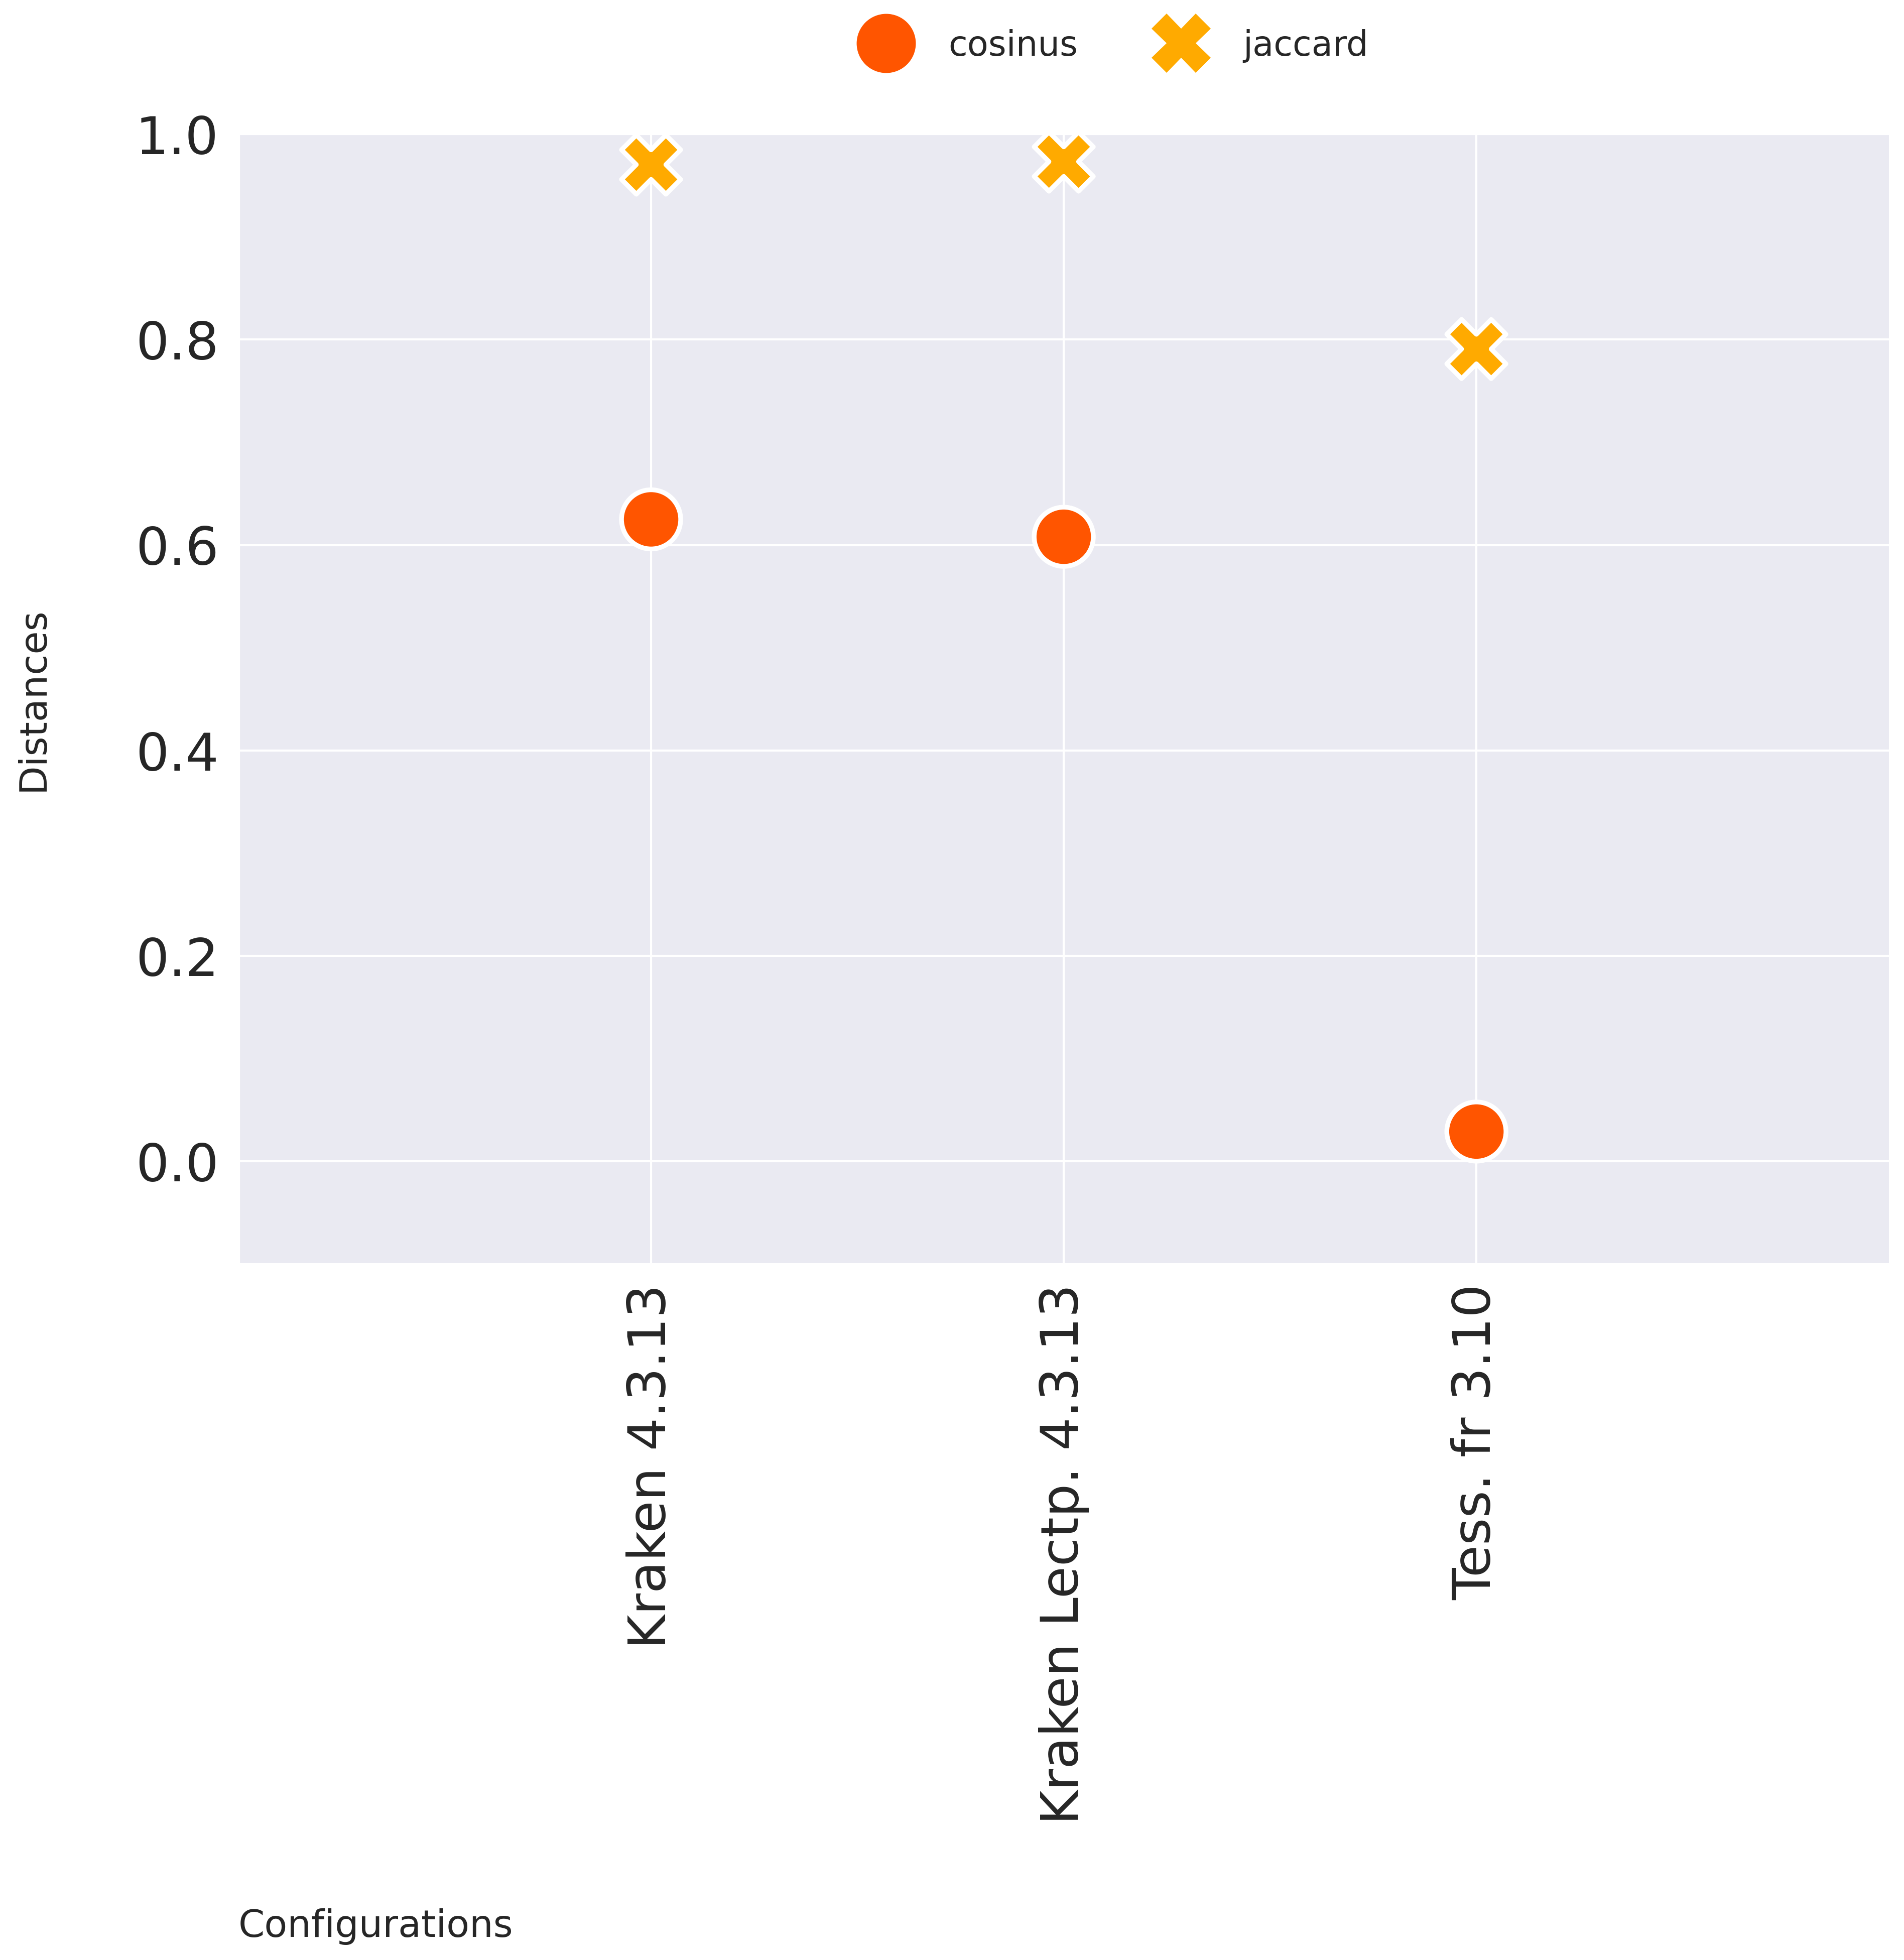 cosinus jaccard
1.0
0.8
0.6
0.4
0.2
0.0
Distances
Kraken 4.3.13
Kraken Lectp. 4.3.13
Tess. fr 3.10
Configurations